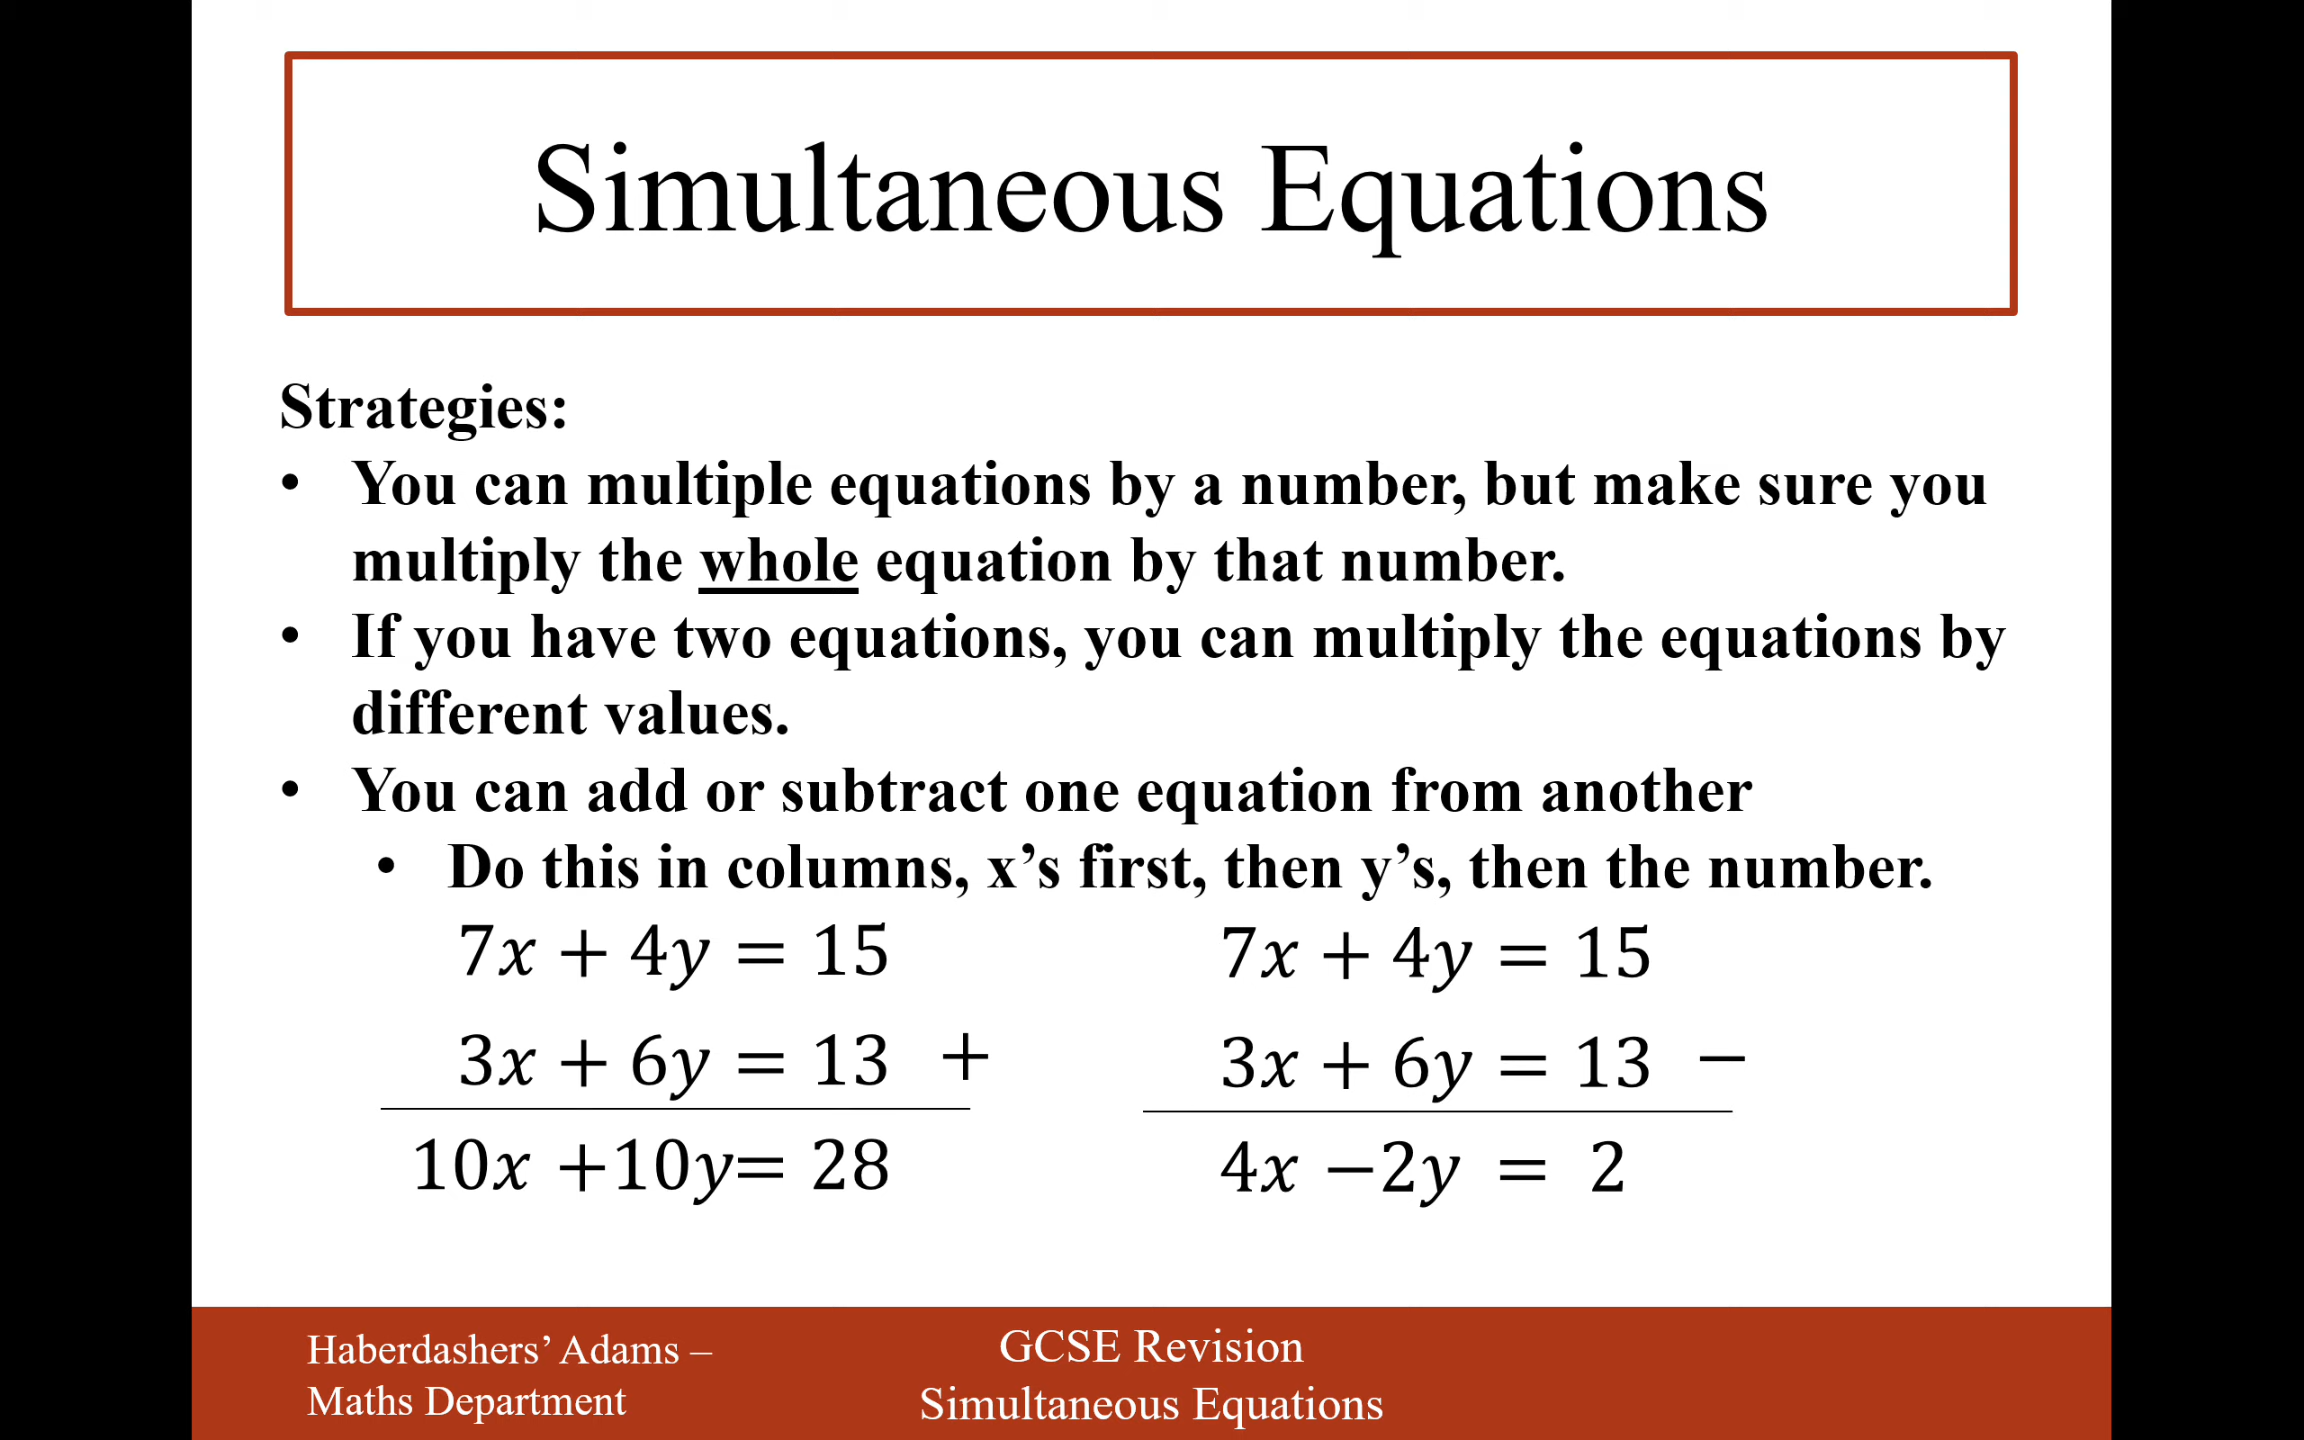 Simultaneous Equations
Strategies:
• You can multiple equations by a number, but make sure you
multiply the whole equation by that number.
• If you have two equations, you can multiply the equations by
different values.
• You can add or subtract one equation from another
• Do this in columns, x’s first, then y’s, then the number.
7x + 4y = 15
3x + 6y = 13 +
10x +10y= 28
7x + 4y = 15
3x + 6y = 13 −
4x −2y = 2
Haberdashers’ Adams –
Maths Department
GCSE Revision
Simultaneous Equations